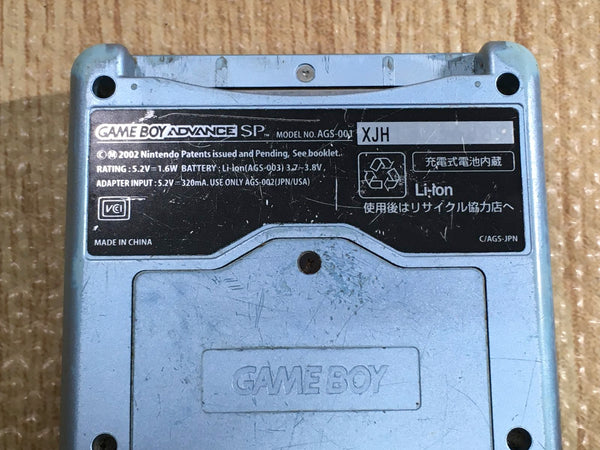 GAME BOY ADVANCE SP™ MODEL NO. AGS-001 XJH
©Ⓜ 2002 Nintendo Patents issued and Pending, See booklet.
RATING : 5.2V⎓1.6W BATTERY : Li-Ion(AGS-003) 3.7-3.8V
ADAPTER INPUT : 5.2V⎓320mA. USE ONLY AGS-002(JPN/USA)
VCI
MADE IN CHINA
充電式電池内蔵
Li-Ion
使用後はリサイクル協力店へ
C/AGS-JPN
GAME BOY